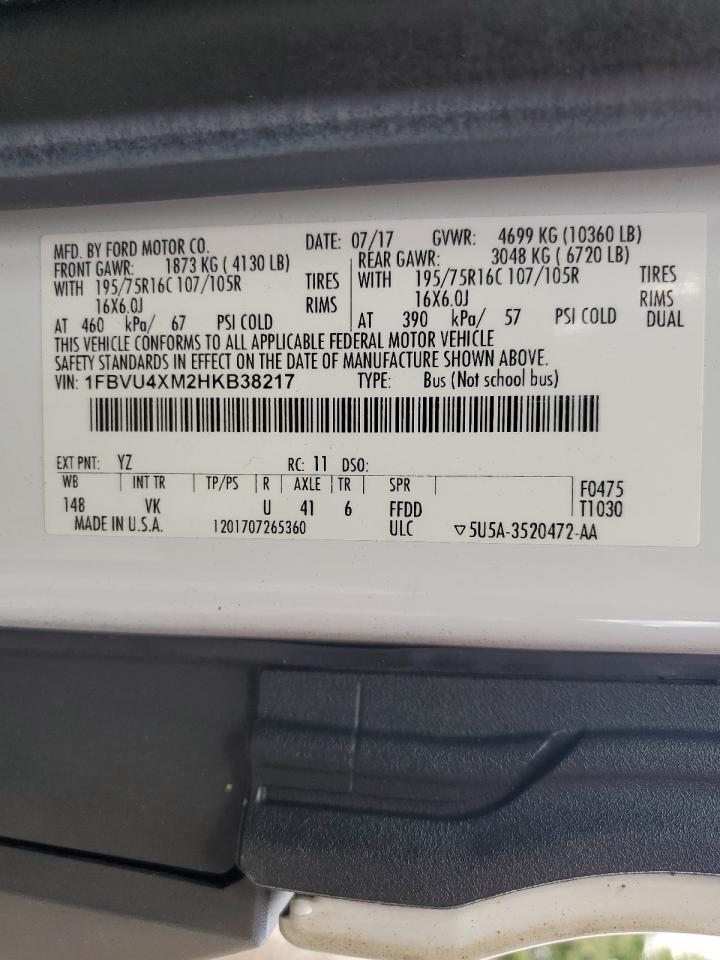 MFD. BY FORD MOTOR CO. DATE: 07/17 GVWR: 4699 KG (10360 LB)
FRONT GAWR: 1873 KG ( 4130 LB) REAR GAWR: 3048 KG ( 6720 LB)
WITH 195/75R16C 107/105R TIRES WITH 195/75R16C 107/105R TIRES
16X6.0J RIMS 16X6.0J RIMS
AT 460 kPa/ 67 PSI COLD AT 390 kPa/ 57 PSI COLD DUAL
THIS VEHICLE CONFORMS TO ALL APPLICABLE FEDERAL MOTOR VEHICLE
SAFETY STANDARDS IN EFFECT ON THE DATE OF MANUFACTURE SHOWN ABOVE.
VIN: 1FBVU4XM2HKB38217 TYPE: Bus (Not school bus)
EXT PNT: YZ RC: 11 DSO:
WB INT TR TP/PS R AXLE TR SPR F0475
148 VK U 41 6 FFDD T1030
MADE IN U.S.A. 1201707265360 ULC ▽5U5A-3520472-AA